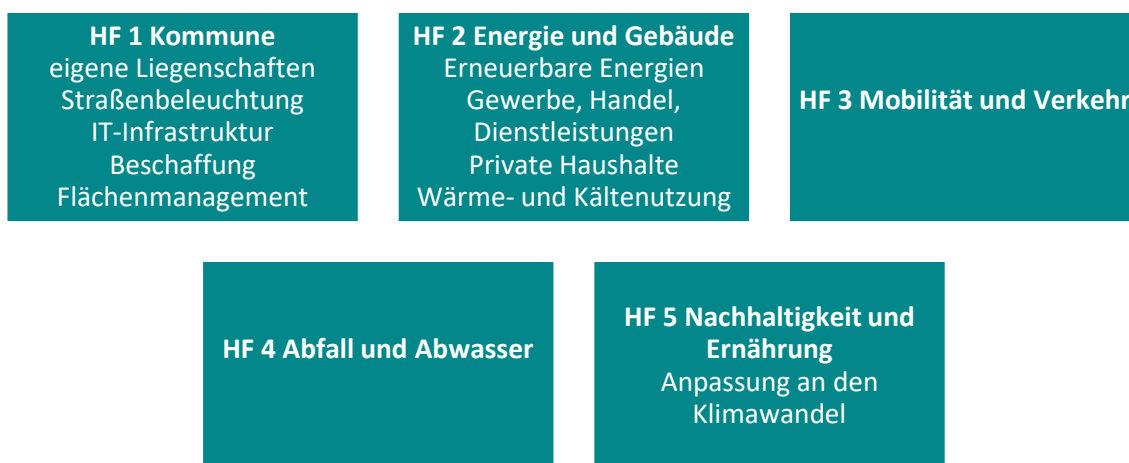 HF 1 Kommune
eigene Liegenschaften
Straßenbeleuchtung
IT-Infrastruktur
Beschaffung
Flächenmanagement
HF 2 Energie und Gebäude
Erneuerbare Energien
Gewerbe, Handel,
Dienstleistungen
Private Haushalte
Wärme- und Kältenutzung
HF 3 Mobilität und Verkehr
HF 4 Abfall und Abwasser
HF 5 Nachhaltigkeit und
Ernährung
Anpassung an den
Klimawandel